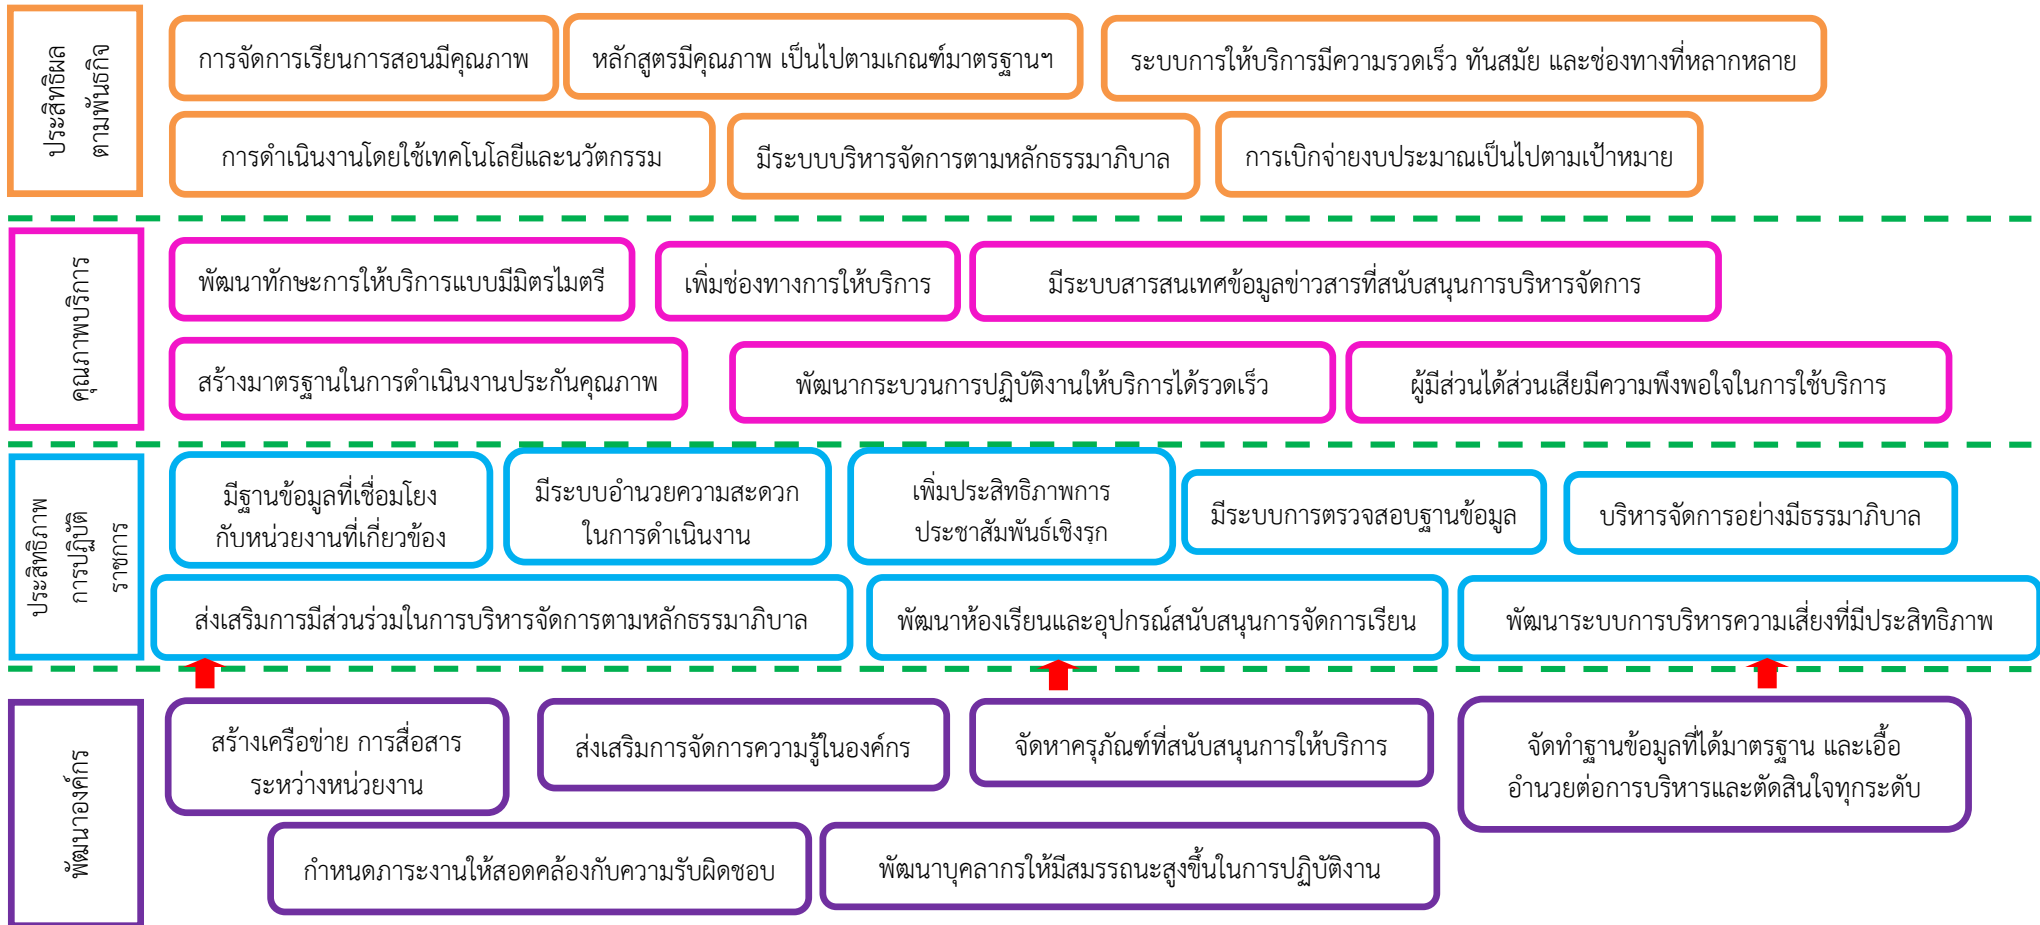 ประสิทธิผล
ตามพันธกิจ
การจัดการเรียนการสอนมีคุณภาพ
หลักสูตรมีคุณภาพ เป็นไปตามเกณฑ์มาตรฐานฯ
ระบบการให้บริการมีความรวดเร็ว ทันสมัย และช่องทางที่หลากหลาย
การดำเนินงานโดยใช้เทคโนโลยีและนวัตกรรม
มีระบบบริหารจัดการตามหลักธรรมาภิบาล
การเบิกจ่ายงบประมาณเป็นไปตามเป้าหมาย
คุณภาพบริการ
พัฒนาทักษะการให้บริการแบบมีมิตรไมตรี
เพิ่มช่องทางการให้บริการ
มีระบบสารสนเทศข้อมูลข่าวสารที่สนับสนุนการบริหารจัดการ
สร้างมาตรฐานในการดำเนินงานประกันคุณภาพ
พัฒนากระบวนการปฏิบัติงานให้บริการได้รวดเร็ว
ผู้มีส่วนได้ส่วนเสียมีความพึงพอใจในการใช้บริการ
ประสิทธิภาพ
การปฏิบัติ
ราชการ
มีฐานข้อมูลที่เชื่อมโยง
กับหน่วยงานที่เกี่ยวข้อง
มีระบบอำนวยความสะดวก
ในการดำเนินงาน
เพิ่มประสิทธิภาพการ
ประชาสัมพันธ์เชิงรุก
มีระบบการตรวจสอบฐานข้อมูล
บริหารจัดการอย่างมีธรรมาภิบาล
ส่งเสริมการมีส่วนร่วมในการบริหารจัดการตามหลักธรรมาภิบาล
พัฒนาห้องเรียนและอุปกรณ์สนับสนุนการจัดการเรียน
พัฒนาระบบการบริหารความเสี่ยงที่มีประสิทธิภาพ
พัฒนาองค์กร
สร้างเครือข่าย การสื่อสาร
ระหว่างหน่วยงาน
ส่งเสริมการจัดการความรู้ในองค์กร
จัดหาครุภัณฑ์ที่สนับสนุนการให้บริการ
จัดทำฐานข้อมูลที่ได้มาตรฐาน และเอื้อ
อำนวยต่อการบริหารและตัดสินใจทุกระดับ
กำหนดภาระงานให้สอดคล้องกับความรับผิดชอบ
พัฒนาบุคลากรให้มีสมรรถนะสูงขึ้นในการปฏิบัติงาน